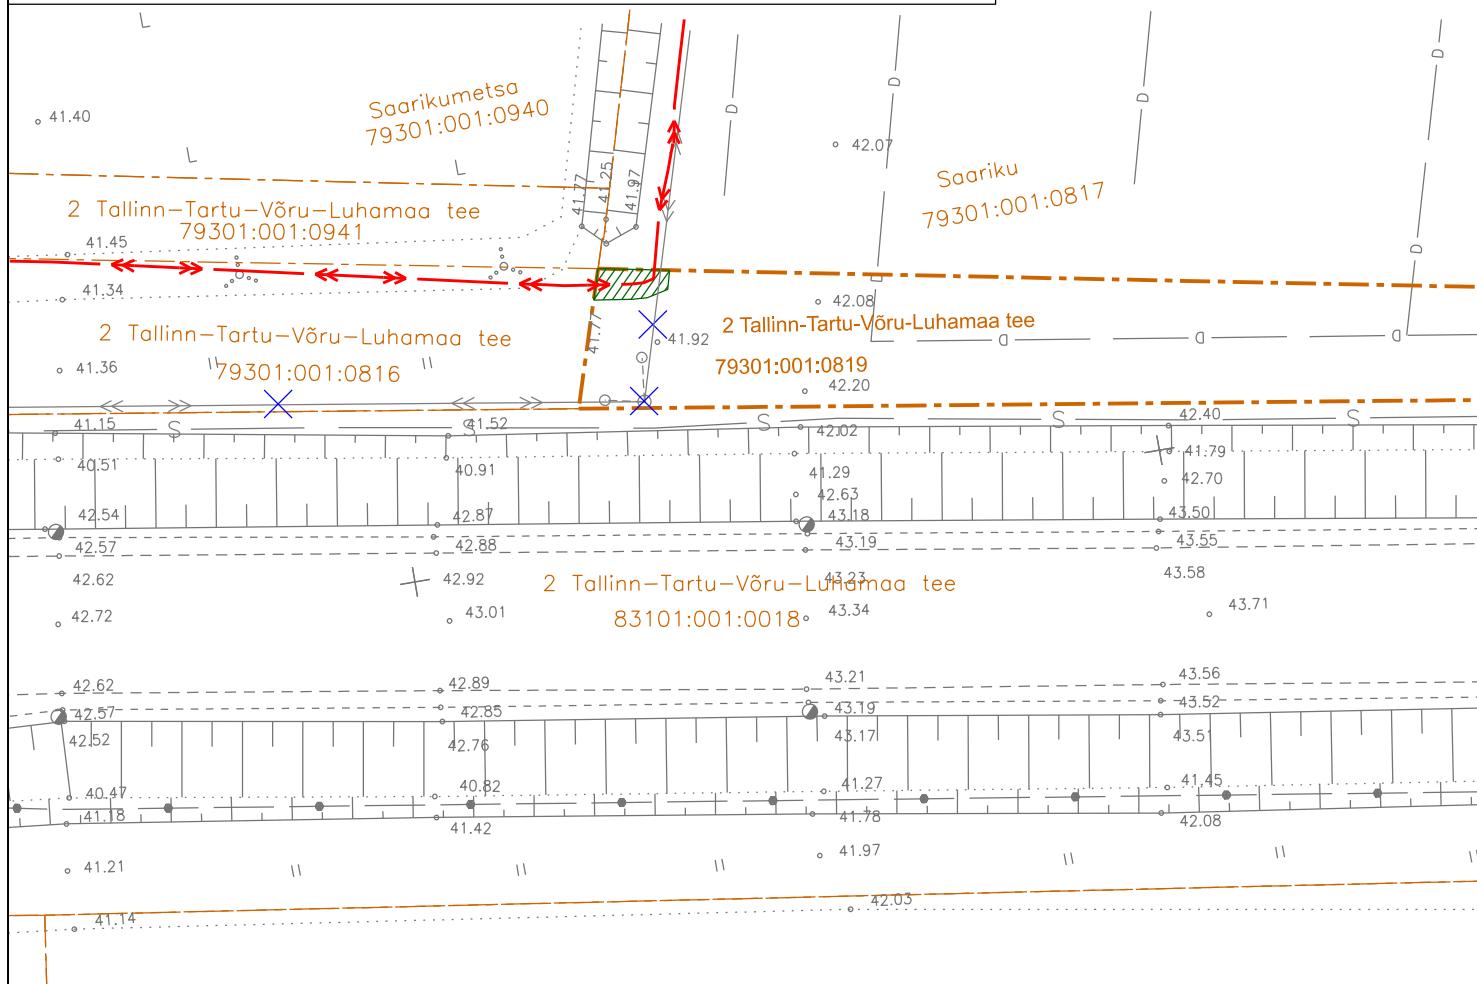 L
41.40
Saarikumetsa
79301:001:0940
L
L
D
D
D
D
42.07
Saariku
79301:001:0817
41.77
41.25
41.97
2 Tallinn-Tartu-Võru-Luhamaa tee
79301:001:0941
41.45
D
D
41.34
42.08
2 Tallinn-Tartu-Võru-Luhamaa tee
79301:001:0816
41.77
41.92
2 Tallinn-Tartu-Võru-Luhamaa tee
79301:001:0819
D
D
D
41.36
42.20
41.15
S
S
41.52
S
42.02
S
42.40
S
40.51
40.91
41.29
41.79
42.63
42.70
42.54
42.87
43.18
43.50
42.57
42.88
43.19
43.55
42.62
42.92
43.23
43.58
2 Tallinn-Tartu-Võru-Luhamaa tee
83101:001:0018
42.72
43.01
43.34
43.71
42.62
42.89
43.21
43.56
42.57
42.85
43.19
43.52
42.52
42.76
43.17
43.51
40.47
40.82
41.27
41.45
41.18
41.42
41.78
42.08
41.21
41.97
41.14
42.03